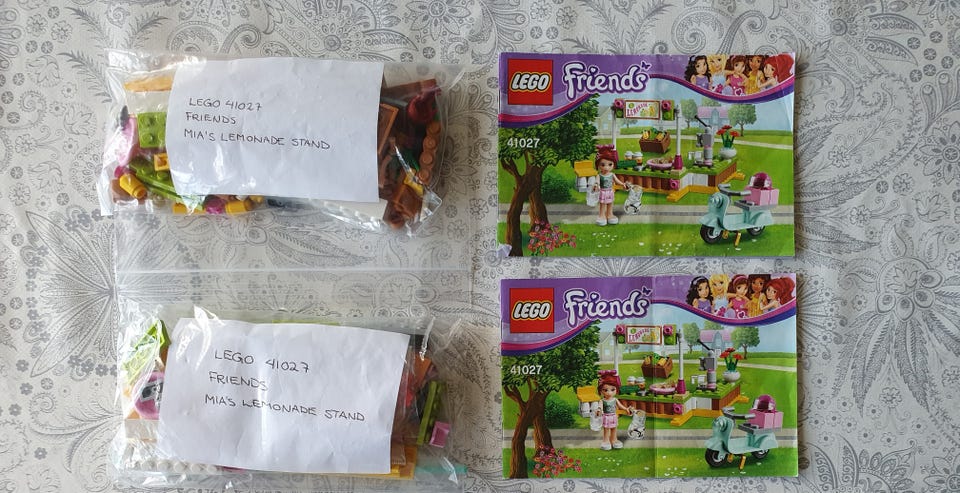 LEGO 41027
FRIENDS
MIA'S LEMONADE STAND
LEGO Friends
41027
LEGO 41027
FRIENDS
MIA'S LEMONADE STAND
LEGO Friends
41027